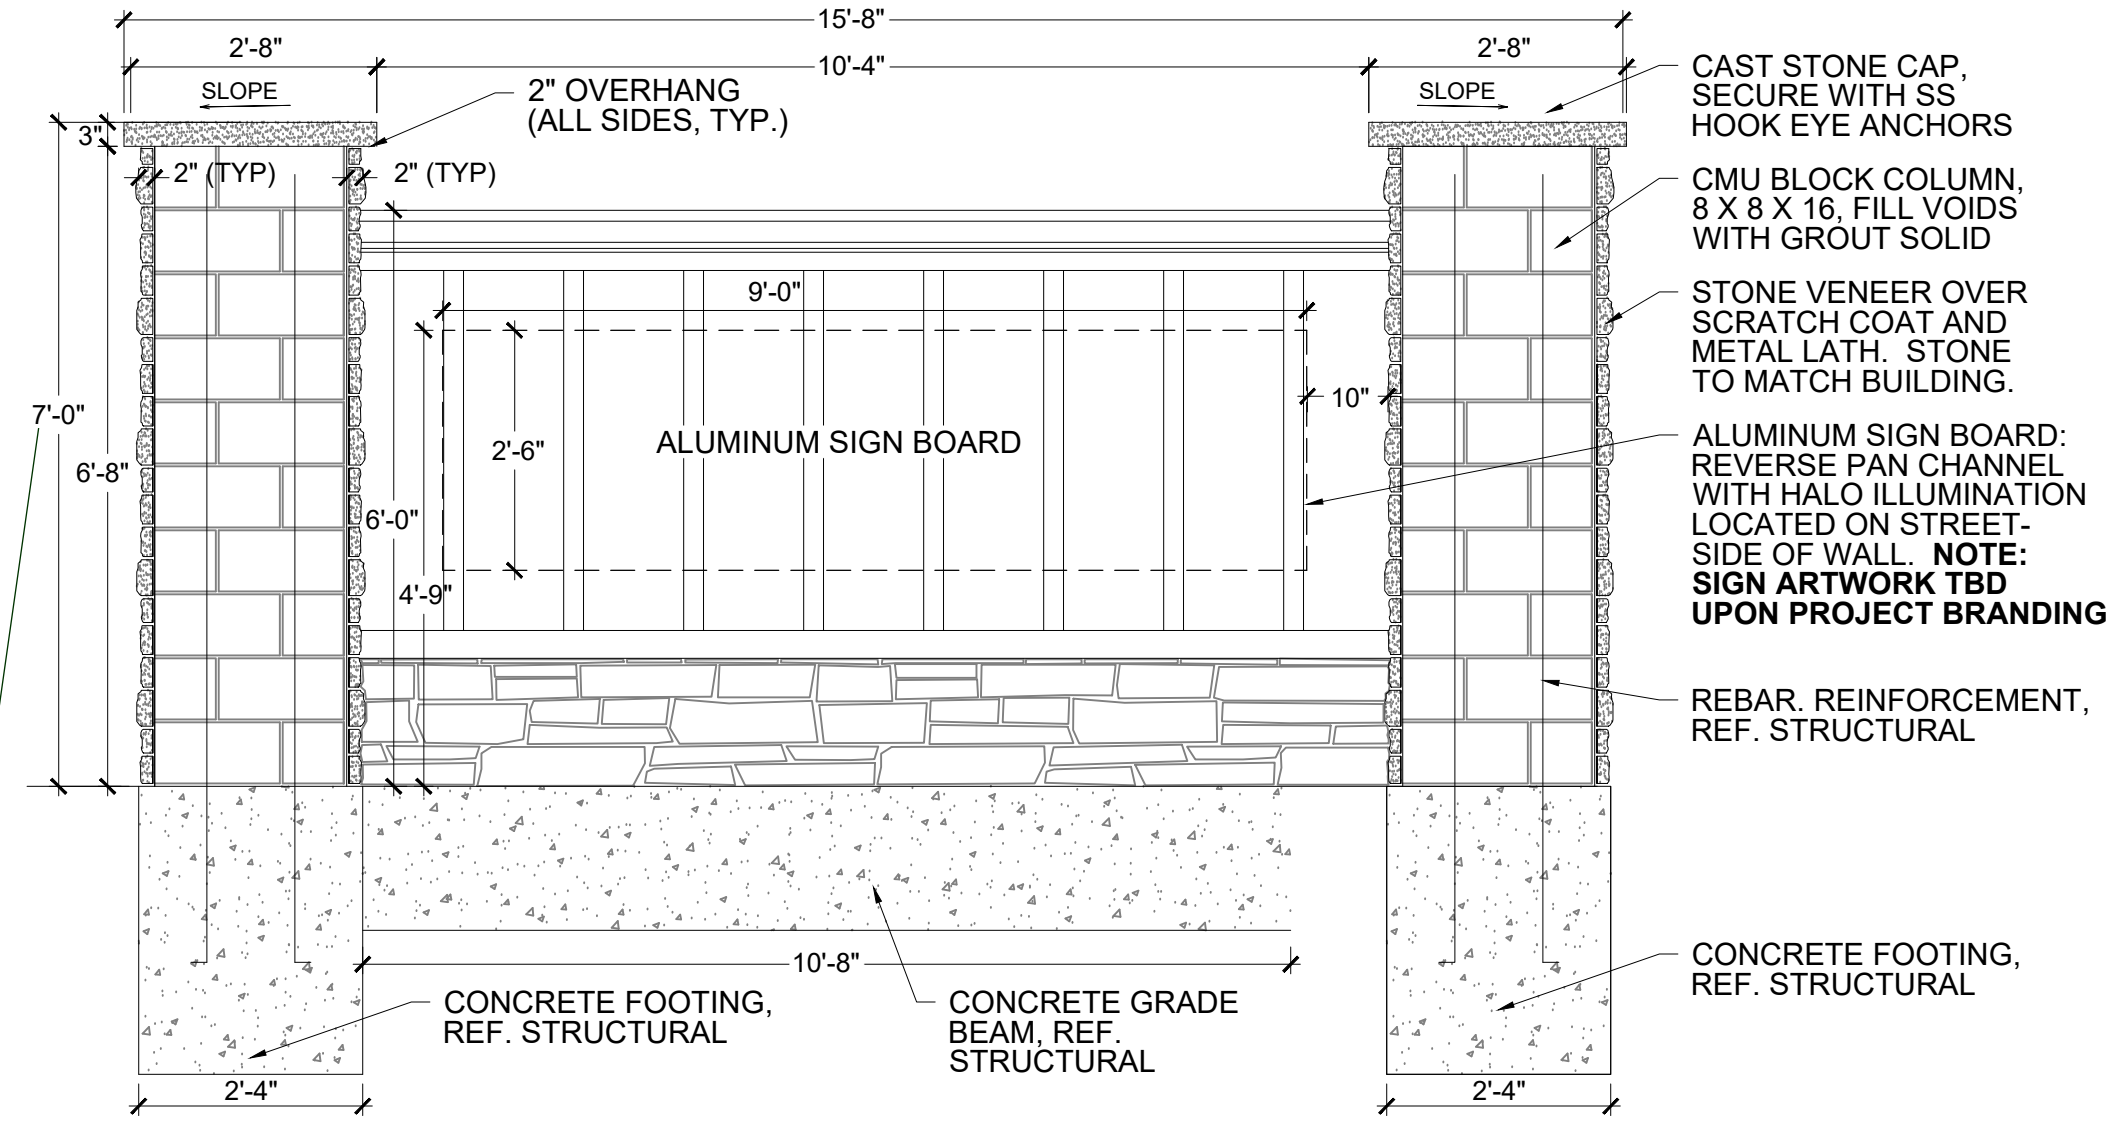 15'-8"
2'-8"
10'-4"
2'-8"
SLOPE
SLOPE
2" OVERHANG
(ALL SIDES, TYP.)
3"
2" (TYP)
2" (TYP)
CAST STONE CAP,
SECURE WITH SS
HOOK EYE ANCHORS
CMU BLOCK COLUMN,
8 X 8 X 16, FILL VOIDS
WITH GROUT SOLID
STONE VENEER OVER
SCRATCH COAT AND
METAL LATH. STONE
TO MATCH BUILDING.
9'-0"
10"
7'-0"
6'-8"
2'-6"
ALUMINUM SIGN BOARD
6'-0"
4'-9"
ALUMINUM SIGN BOARD:
REVERSE PAN CHANNEL
WITH HALO ILLUMINATION
LOCATED ON STREET-
SIDE OF WALL. NOTE:
SIGN ARTWORK TBD
UPON PROJECT BRANDING
REBAR. REINFORCEMENT,
REF. STRUCTURAL
10'-8"
CONCRETE FOOTING,
REF. STRUCTURAL
CONCRETE GRADE
BEAM, REF.
STRUCTURAL
CONCRETE FOOTING,
REF. STRUCTURAL
2'-4"
2'-4"